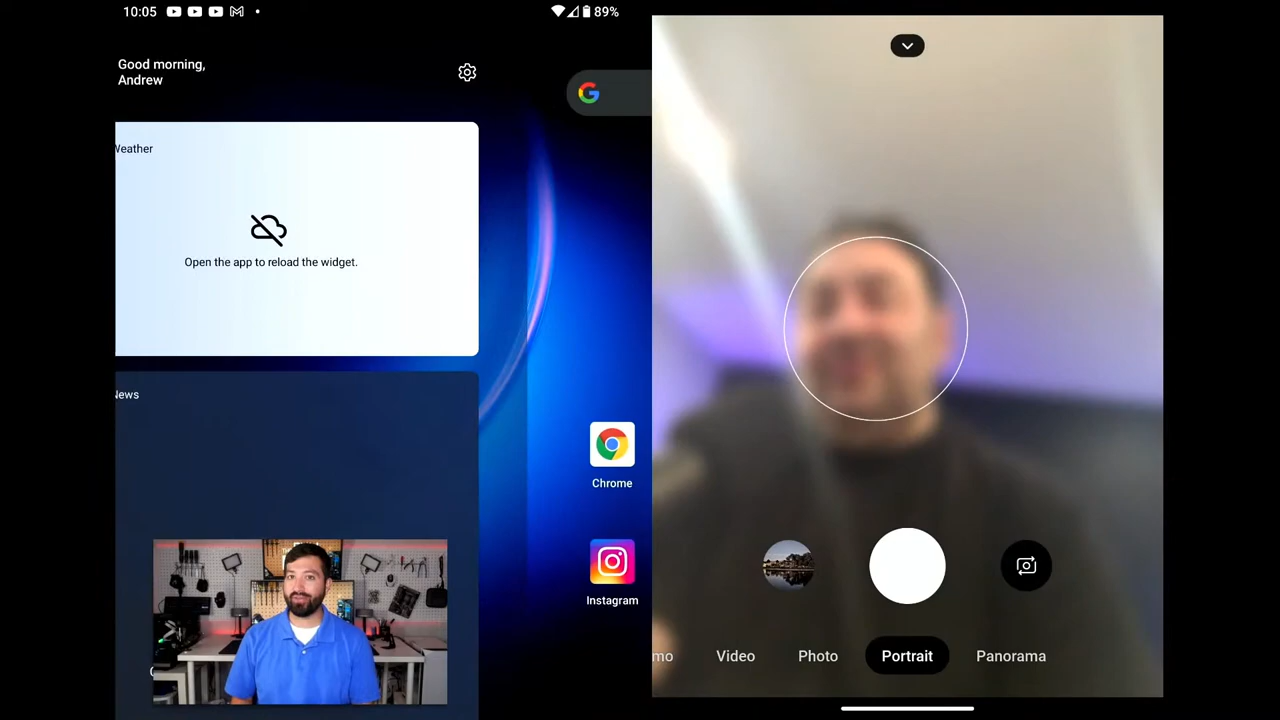 10:05
89%
Good morning,
Andrew
Weather
Open the app to reload the widget.
News
Chrome
Instagram
mo
Video
Photo
Portrait
Panorama